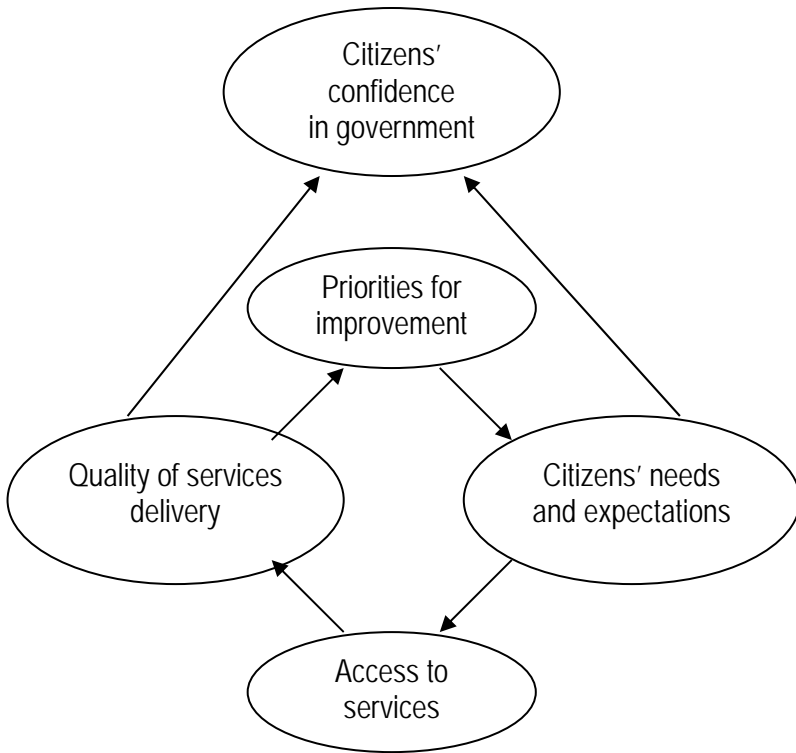 Citizens’
confidence
in government
Priorities for
improvement
Quality of services
delivery
Citizens’ needs
and expectations
Access to
services